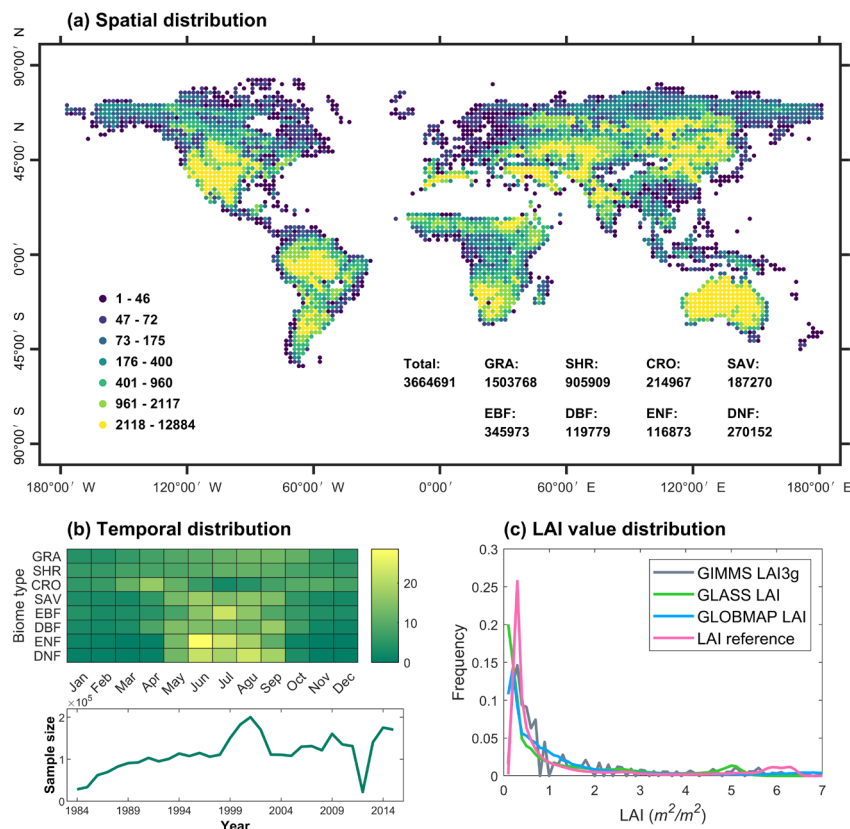 (a) Spatial distribution
90°00′ N
45°00′ N
0°00′
45°00′ S
90°00′ S
1 - 46
47 - 72
73 - 175
176 - 400
401 - 960
961 - 2117
2118 - 12884
Total: GRA: SHR: CRO: SAV:
3664691 1503768 905909 214967 187270
EBF: DBF: ENF: DNF:
345973 119779 116873 270152
180°00′ W 120°00′ W 60°00′ W 0°00′ 60°00′ E 120°00′ E 180°00′ E
(b) Temporal distribution
Biome type
GRA
SHR
CRO
SAV
EBF
DBF
ENF
DNF
Jan Feb Mar Apr May Jun Jul Agu Sep Oct Nov Dec
20
10
0
×10⁵
Sample size
2
1
0
1984 1989 1994 1999 2004 2009 2014
Year
(c) LAI value distribution
Frequency
0.3
0.25
0.2
0.15
0.1
0.05
0
GIMMS LAI3g
GLASS LAI
GLOBMAP LAI
LAI reference
0 1 2 3 4 5 6 7
LAI (m²/m²)